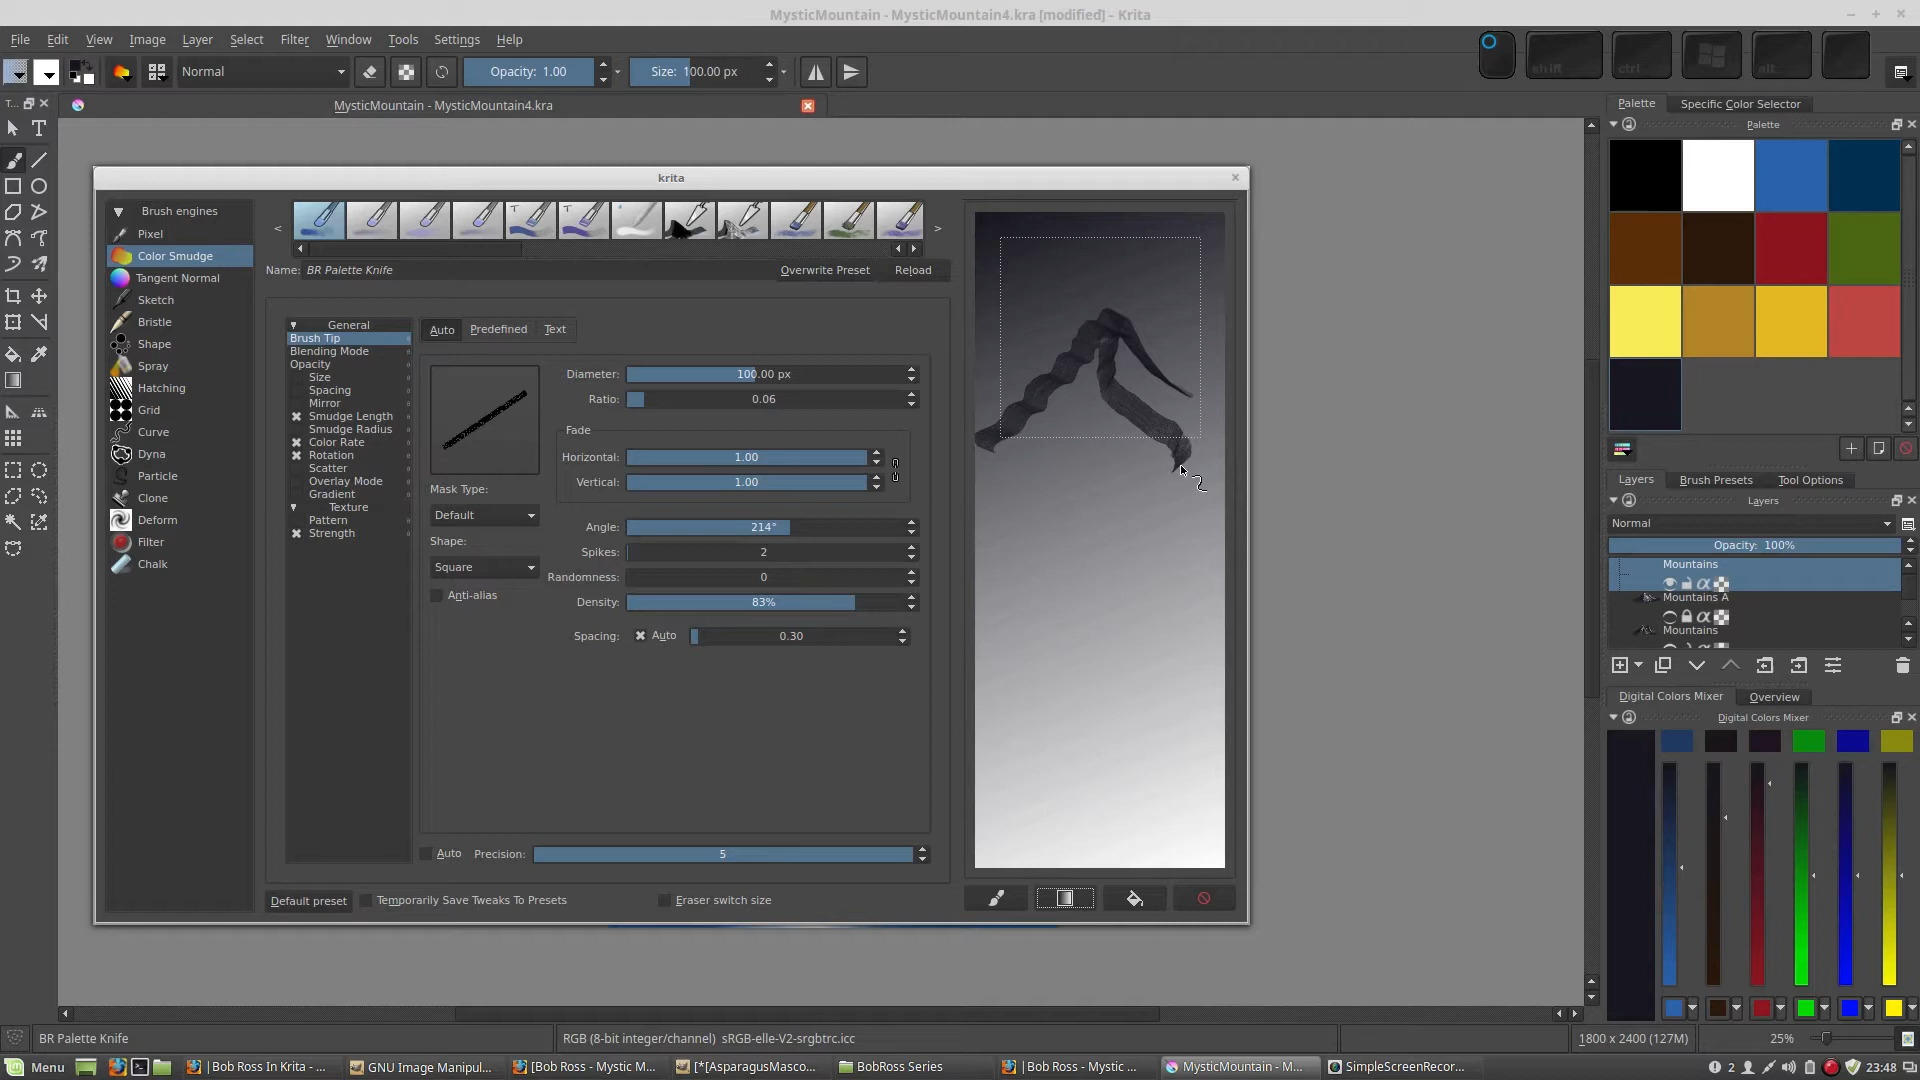 MysticMountain - MysticMountain4.kra [modified] – Krita
File Edit View Image Layer Select Filter Window Tools Settings Help
Normal Opacity: 1.00 Size: 100.00 px shift ctrl alt
T... MysticMountain - MysticMountain4.kra Palette Specific Color Selector
Palette
krita
Brush engines
Pixel
Color Smudge
Tangent Normal
Sketch
Bristle
Shape
Spray
Hatching
Grid
Curve
Dyna
Particle
Clone
Deform
Filter
Chalk
< T T >
Name: BR Palette Knife Overwrite Preset Reload
General
Brush Tip
Blending Mode
Opacity
Size
Spacing
Mirror
Smudge Length
Smudge Radius
Color Rate
Rotation
Scatter
Overlay Mode
Gradient
Texture
Pattern
Strength
Auto Predefined Text
Diameter: 100.00 px
Ratio: 0.06
Fade
Horizontal: 1.00
Vertical: 1.00
Mask Type:
Default
Shape:
Square
Anti-alias
Angle: 214°
Spikes: 2
Randomness: 0
Density: 83%
Spacing: Auto 0.30
Auto Precision: 5
Default preset Temporarily Save Tweaks To Presets Eraser switch size
Layers Brush Presets Tool Options
Layers
Normal
Opacity: 100%
Mountains
Mountains A
Mountains
Digital Colors Mixer Overview
Digital Colors Mixer
BR Palette Knife RGB (8-bit integer/channel) sRGB-elle-V2-srgbtrc.icc 1800 x 2400 (127M) 25%
Menu | Bob Ross In Krita - ... GNU Image Manipul... [Bob Ross - Mystic M... [*[AsparagusMasco... BobRoss Series | Bob Ross - Mystic ... MysticMountain - M... SimpleScreenRecor... 2 23:48